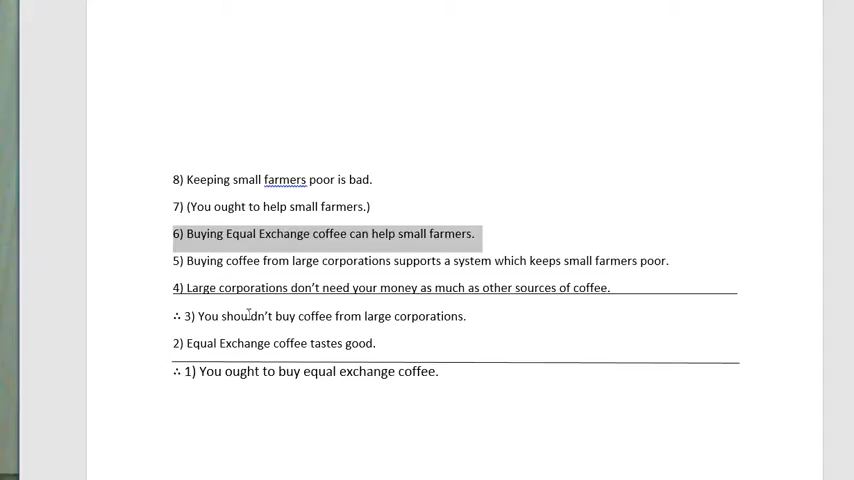 8) Keeping small farmers poor is bad.
7) (You ought to help small farmers.)
6) Buying Equal Exchange coffee can help small farmers.
5) Buying coffee from large corporations supports a system which keeps small farmers poor.
4) Large corporations don’t need your money as much as other sources of coffee.
∴ 3) You shouldn’t buy coffee from large corporations.
2) Equal Exchange coffee tastes good.
∴ 1) You ought to buy equal exchange coffee.